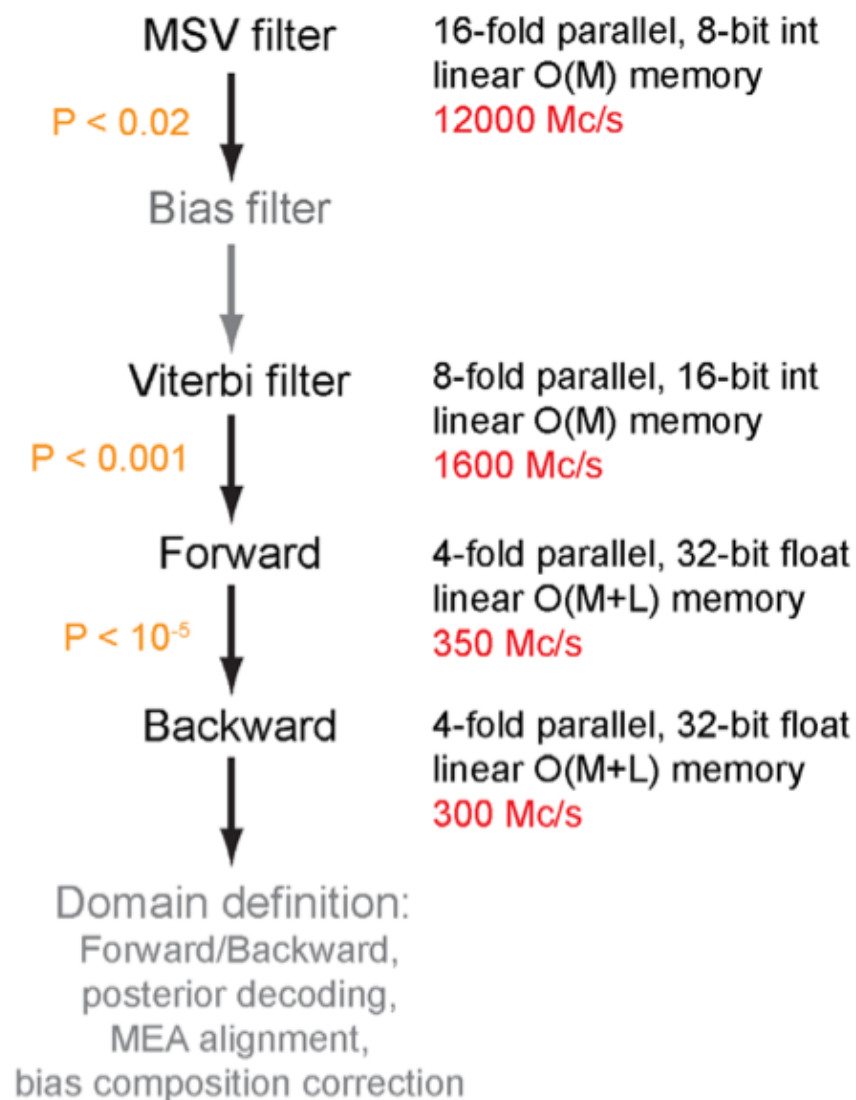 MSV filter
16-fold parallel, 8-bit int
linear O(M) memory
12000 Mc/s
P < 0.02
Bias filter
Viterbi filter
8-fold parallel, 16-bit int
linear O(M) memory
1600 Mc/s
P < 0.001
Forward
4-fold parallel, 32-bit float
linear O(M+L) memory
350 Mc/s
P < 10⁻⁵
Backward
4-fold parallel, 32-bit float
linear O(M+L) memory
300 Mc/s
Domain definition:
Forward/Backward,
posterior decoding,
MEA alignment,
bias composition correction